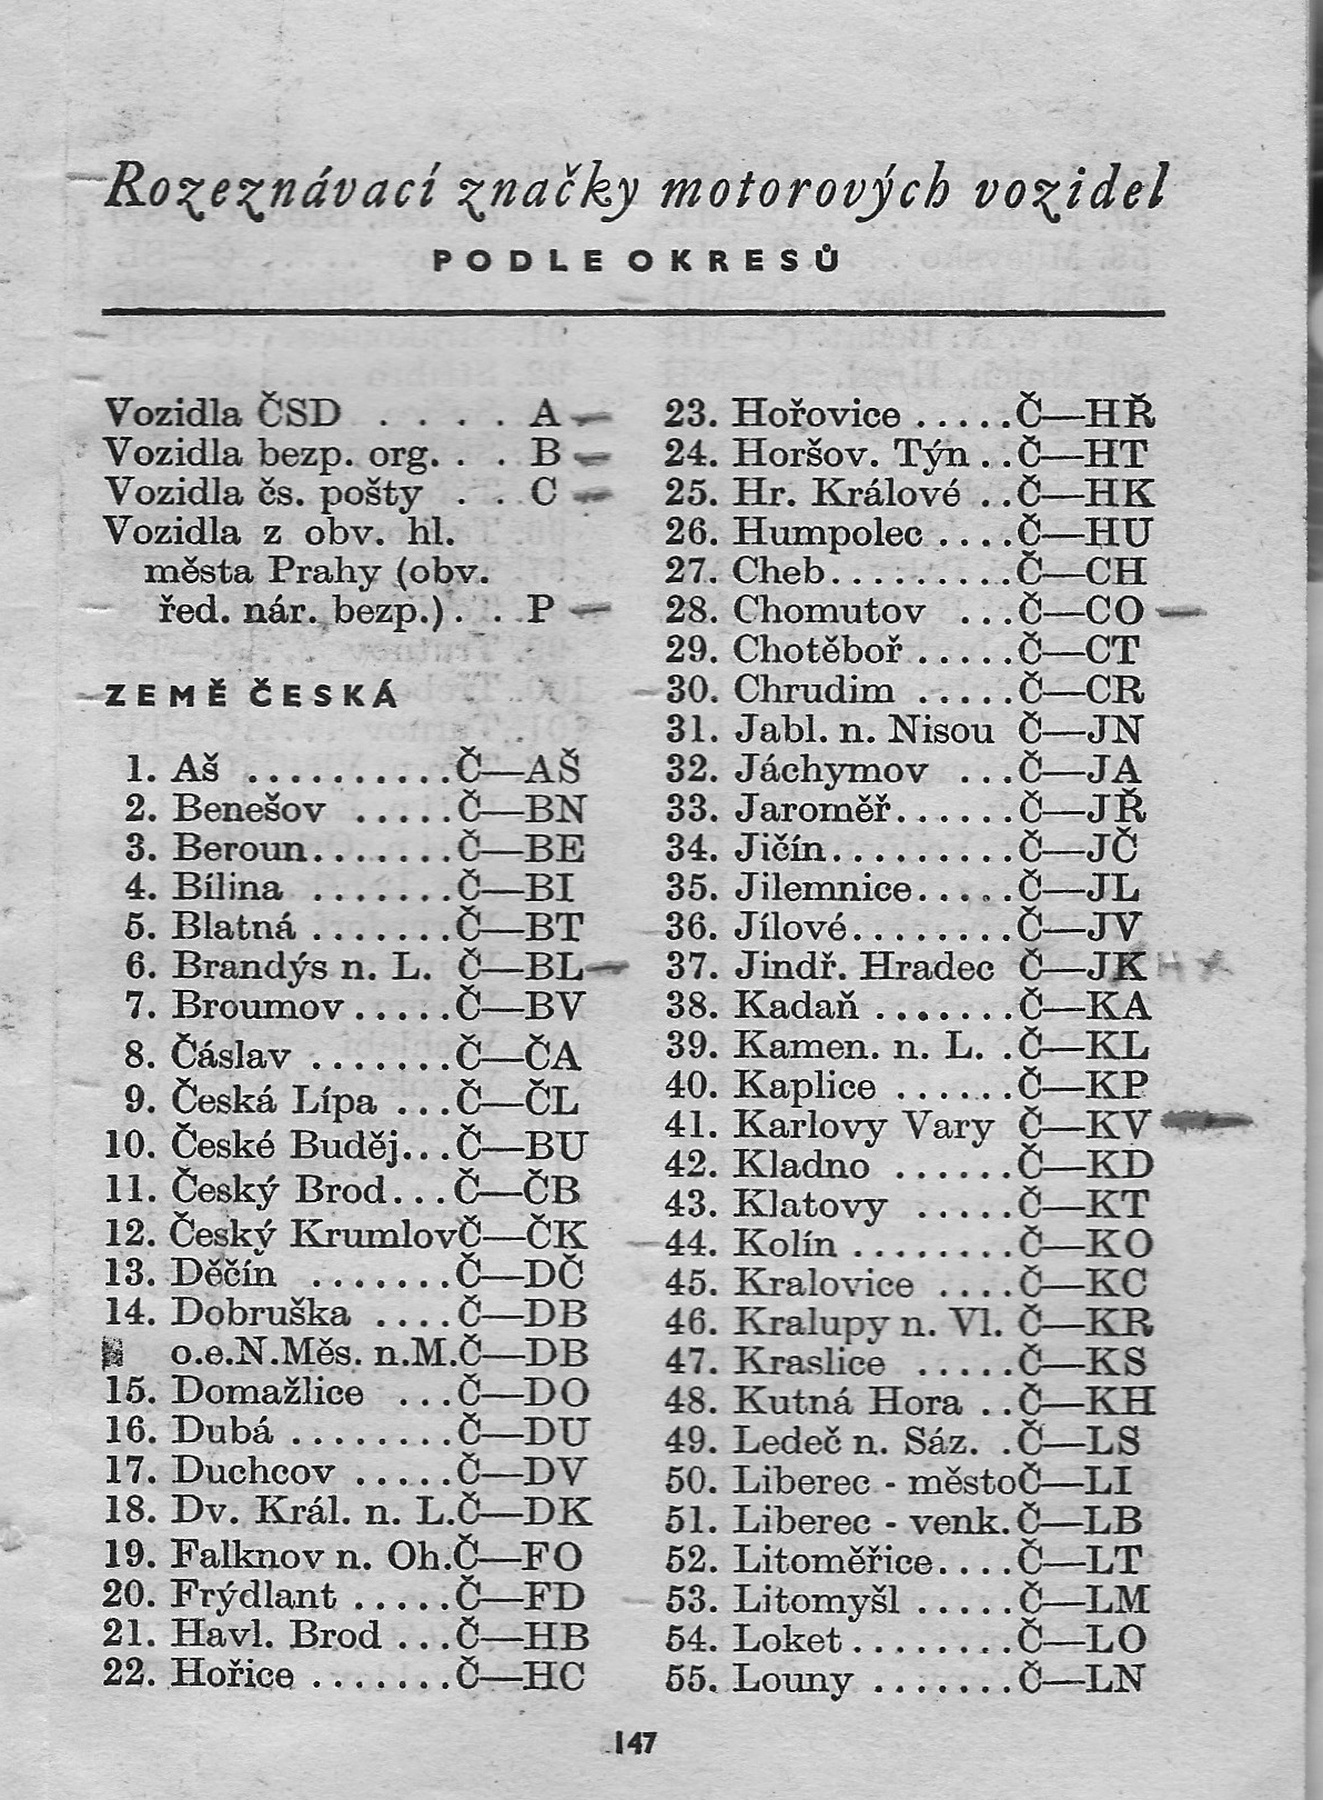 Rozeznávací značky motorových vozidel
PODLE OKRESŮ
Vozidla ČSD . . . . . A
Vozidla bezp. org. . . . B
Vozidla čs. pošty . . . C
Vozidla z obv. hl.
města Prahy (obv.
řed. nár. bezp.) . . . P
ZEMĚ ČESKÁ
1. Aš ..........Č—AŠ
2. Benešov .....Č—BN
3. Beroun.......Č—BE
4. Bílina .......Č—BI
5. Blatná .......Č—BT
6. Brandýs n. L. Č—BL
7. Broumov.....Č—BV
8. Čáslav .......Č—ČA
9. Česká Lípa ...Č—ČL
10. České Buděj...Č—BU
11. Český Brod...Č—ČB
12. Český KrumlovČ—ČK
13. Děčín .......Č—DČ
14. Dobruška ....Č—DB
o.e.N.Měs. n.M.Č—DB
15. Domažlice ...Č—DO
16. Dubá ........Č—DU
17. Duchcov .....Č—DV
18. Dv. Král. n. L.Č—DK
19. Falknov n. Oh.Č—FO
20. Frýdlant .....Č—FD
21. Havl. Brod ...Č—HB
22. Hořice .......Č—HC
23. Hořovice .....Č—HŘ
24. Horšov. Týn ..Č—HT
25. Hr. Králové ..Č—HK
26. Humpolec ....Č—HU
27. Cheb.........Č—CH
28. Chomutov ...Č—CO
29. Chotěboř .....Č—CT
30. Chrudim .....Č—CR
31. Jabl. n. Nisou Č—JN
32. Jáchymov ...Č—JA
33. Jaroměř......Č—JŘ
34. Jičín.........Č—JČ
35. Jilemnice.....Č—JL
36. Jílové........Č—JV
37. Jindř. Hradec Č—JK
38. Kadaň .......Č—KA
39. Kamen. n. L. .Č—KL
40. Kaplice ......Č—KP
41. Karlovy Vary Č—KV
42. Kladno ......Č—KD
43. Klatovy .....Č—KT
44. Kolín ........Č—KO
45. Kralovice ....Č—KC
46. Kralupy n. Vl. Č—KR
47. Kraslice .....Č—KS
48. Kutná Hora ..Č—KH
49. Ledeč n. Sáz. .Č—LS
50. Liberec - městoČ—LI
51. Liberec - venk.Č—LB
52. Litoměřice....Č—LT
53. Litomyšl .....Č—LM
54. Loket........Č—LO
55. Louny .......Č—LN
147